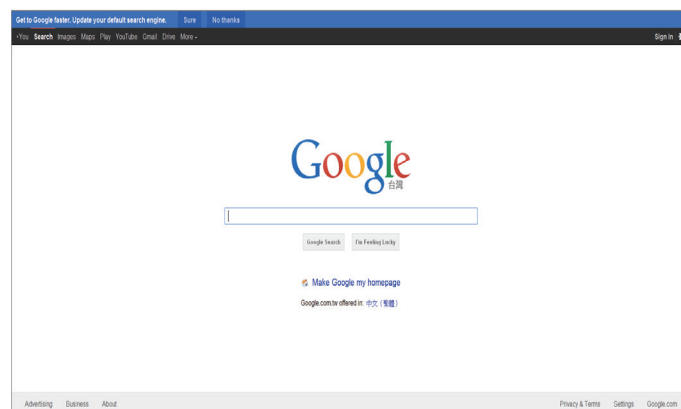 Get to Google faster. Update your default search engine. Sure No thanks
+You Search Images Maps Play YouTube Gmail Drive More Sign in
Google
台灣
Google Search I'm Feeling Lucky
Make Google my homepage
Google.com.tw offered in: 中文 (繁體)
Advertising Business About Privacy & Terms Settings Google.com